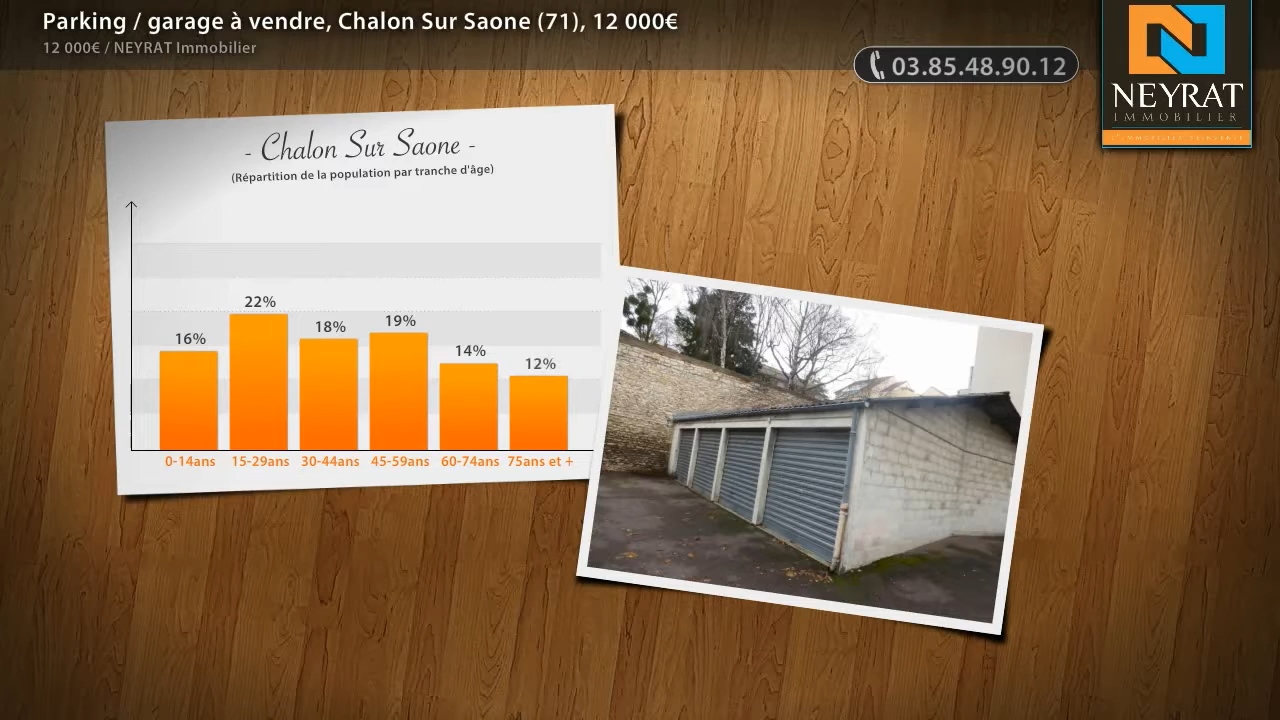 Parking / garage à vendre, Chalon Sur Saone (71), 12 000€
12 000€ / NEYRAT Immobilier
03.85.48.90.12
NEYRAT
IMMOBILIER
- Chalon Sur Saone -
(Répartition de la population par tranche d'âge)
16%
22%
18%
19%
14%
12%
0-14ans 15-29ans 30-44ans 45-59ans 60-74ans 75ans et +